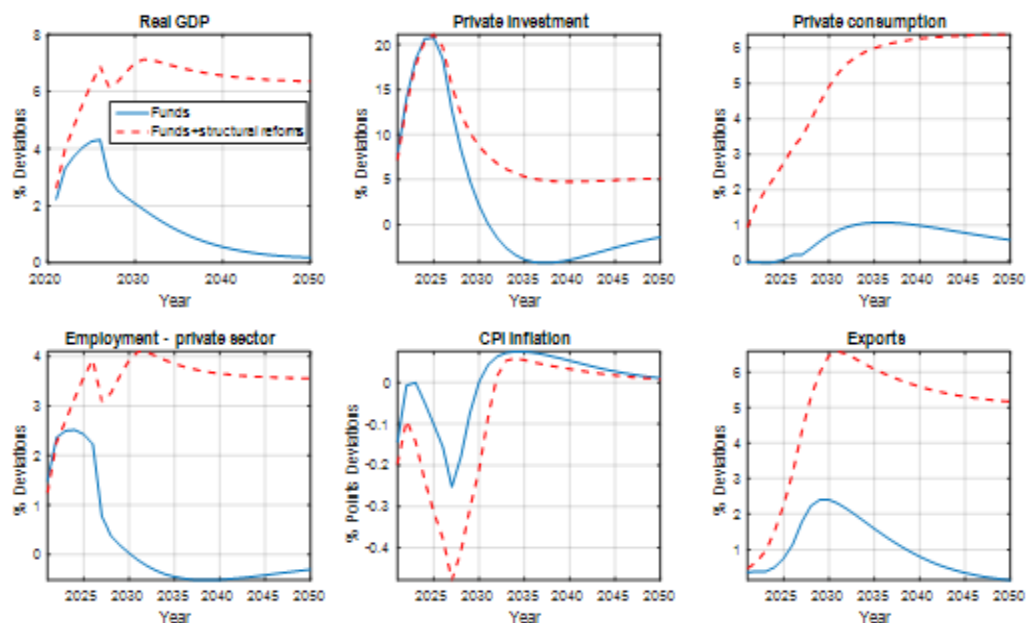 Real GDP
% Deviations
8
6
4
2
0
Funds
Funds+structural reforms
2020 2030 2040 2050
Year
Private investment
% Deviations
20
15
10
5
0
2025 2030 2035 2040 2045 2050
Year
Private consumption
% Deviations
6
5
4
3
2
1
0
2025 2030 2035 2040 2045 2050
Year
Employment - private sector
% Deviations
4
3
2
1
0
2025 2030 2035 2040 2045 2050
Year
CPI inflation
% Points Deviations
0
-0.1
-0.2
-0.3
-0.4
2025 2030 2035 2040 2045 2050
Year
Exports
% Deviations
6
5
4
3
2
1
2025 2030 2035 2040 2045 2050
Year